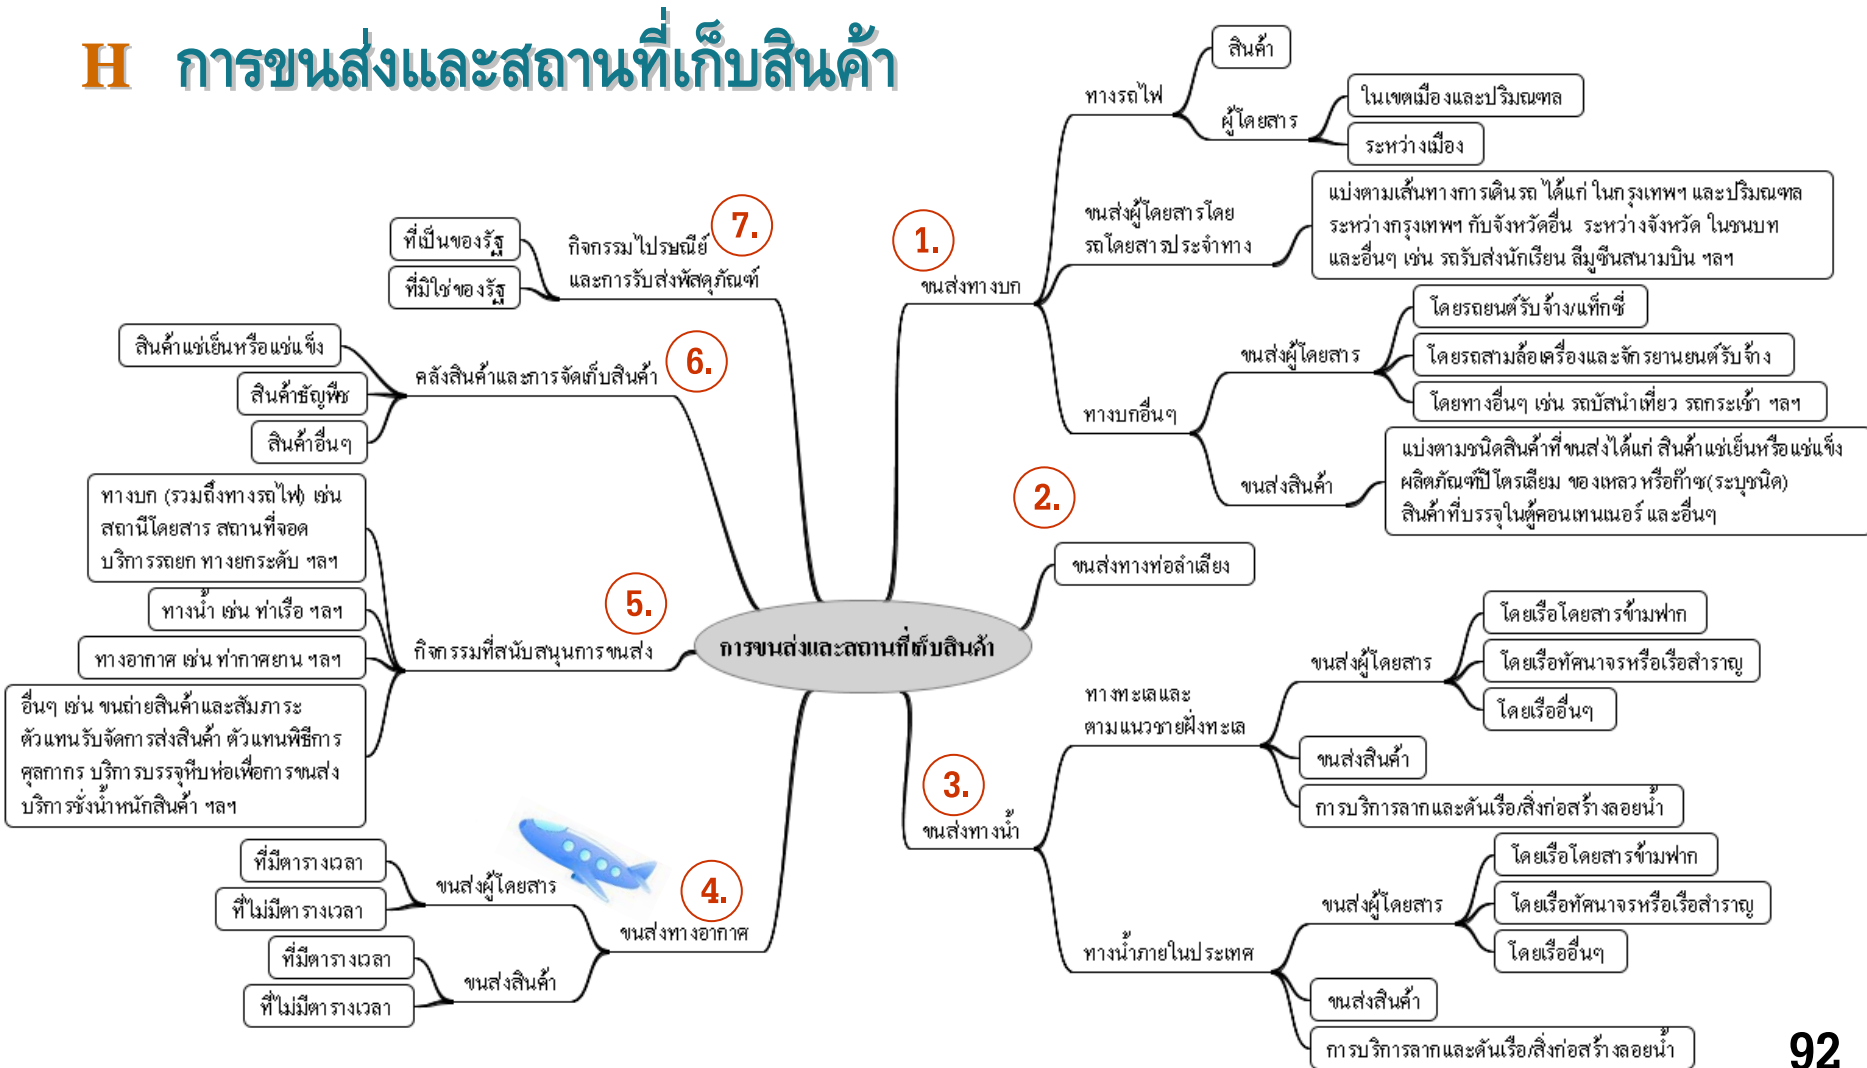 H การขนส่งและสถานที่เก็บสินค้า
การขนส่งและสถานที่เก็บสินค้า
1.
ขนส่งทางบก
ทางรถไฟ
สินค้า
ผู้โดยสาร
ในเขตเมืองและปริมณฑล
ระหว่างเมือง
ขนส่งผู้โดยสารโดย
รถโดยสารประจำทาง
แบ่งตามเส้นทางการเดินรถ ได้แก่ ในกรุงเทพฯ และปริมณฑล
ระหว่างกรุงเทพฯ กับจังหวัดอื่น ระหว่างจังหวัด ในชนบท
และอื่นๆ เช่น รถรับส่งนักเรียน ลีมูซีนสนามบิน ฯลฯ
ทางบกอื่นๆ
ขนส่งผู้โดยสาร
โดยรถยนต์รับจ้าง/แท็กซี่
โดยรถสามล้อเครื่องและจักรยานยนต์รับจ้าง
โดยทางอื่นๆ เช่น รถบัสนำเที่ยว รถกระเช้า ฯลฯ
ขนส่งสินค้า
แบ่งตามชนิดสินค้าที่ขนส่งได้แก่ สินค้าแช่เย็นหรือแช่แข็ง
ผลิตภัณฑ์ปิโตรเลียม ของเหลวหรือก๊าซ(ระบุชนิด)
สินค้าที่บรรจุในตู้คอนเทนเนอร์ และอื่นๆ
2.
ขนส่งทางท่อลำเลียง
3.
ขนส่งทางน้ำ
ทางทะเลและ
ตามแนวชายฝั่งทะเล
ขนส่งผู้โดยสาร
โดยเรือโดยสารข้ามฟาก
โดยเรือทัศนาจรหรือเรือสำราญ
โดยเรืออื่นๆ
ขนส่งสินค้า
การบริการลากและดันเรือ/สิ่งก่อสร้างลอยน้ำ
ทางน้ำภายในประเทศ
ขนส่งผู้โดยสาร
โดยเรือโดยสารข้ามฟาก
โดยเรือทัศนาจรหรือเรือสำราญ
โดยเรืออื่นๆ
ขนส่งสินค้า
การบริการลากและดันเรือ/สิ่งก่อสร้างลอยน้ำ
4.
ขนส่งทางอากาศ
ขนส่งผู้โดยสาร
ที่มีตารางเวลา
ที่ไม่มีตารางเวลา
ขนส่งสินค้า
ที่มีตารางเวลา
ที่ไม่มีตารางเวลา
5.
กิจกรรมที่สนับสนุนการขนส่ง
ทางบก (รวมถึงทางรถไฟ) เช่น
สถานีโดยสาร สถานที่จอด
บริการรถยก ทางยกระดับ ฯลฯ
ทางน้ำ เช่น ท่าเรือ ฯลฯ
ทางอากาศ เช่น ท่ากาศยาน ฯลฯ
อื่นๆ เช่น ขนถ่ายสินค้าและสัมภาระ
ตัวแทนรับจัดการส่งสินค้า ตัวแทนพิธีการ
ศุลกากร บริการบรรจุหีบห่อเพื่อการขนส่ง
บริการชั่งน้ำหนักสินค้า ฯลฯ
6.
คลังสินค้าและการจัดเก็บสินค้า
สินค้าแช่เย็นหรือแช่แข็ง
สินค้าธัญพืช
สินค้าอื่นๆ
7.
กิจกรรมไปรษณีย์
และการรับส่งพัสดุภัณฑ์
ที่เป็นของรัฐ
ที่มิใช่ของรัฐ
92